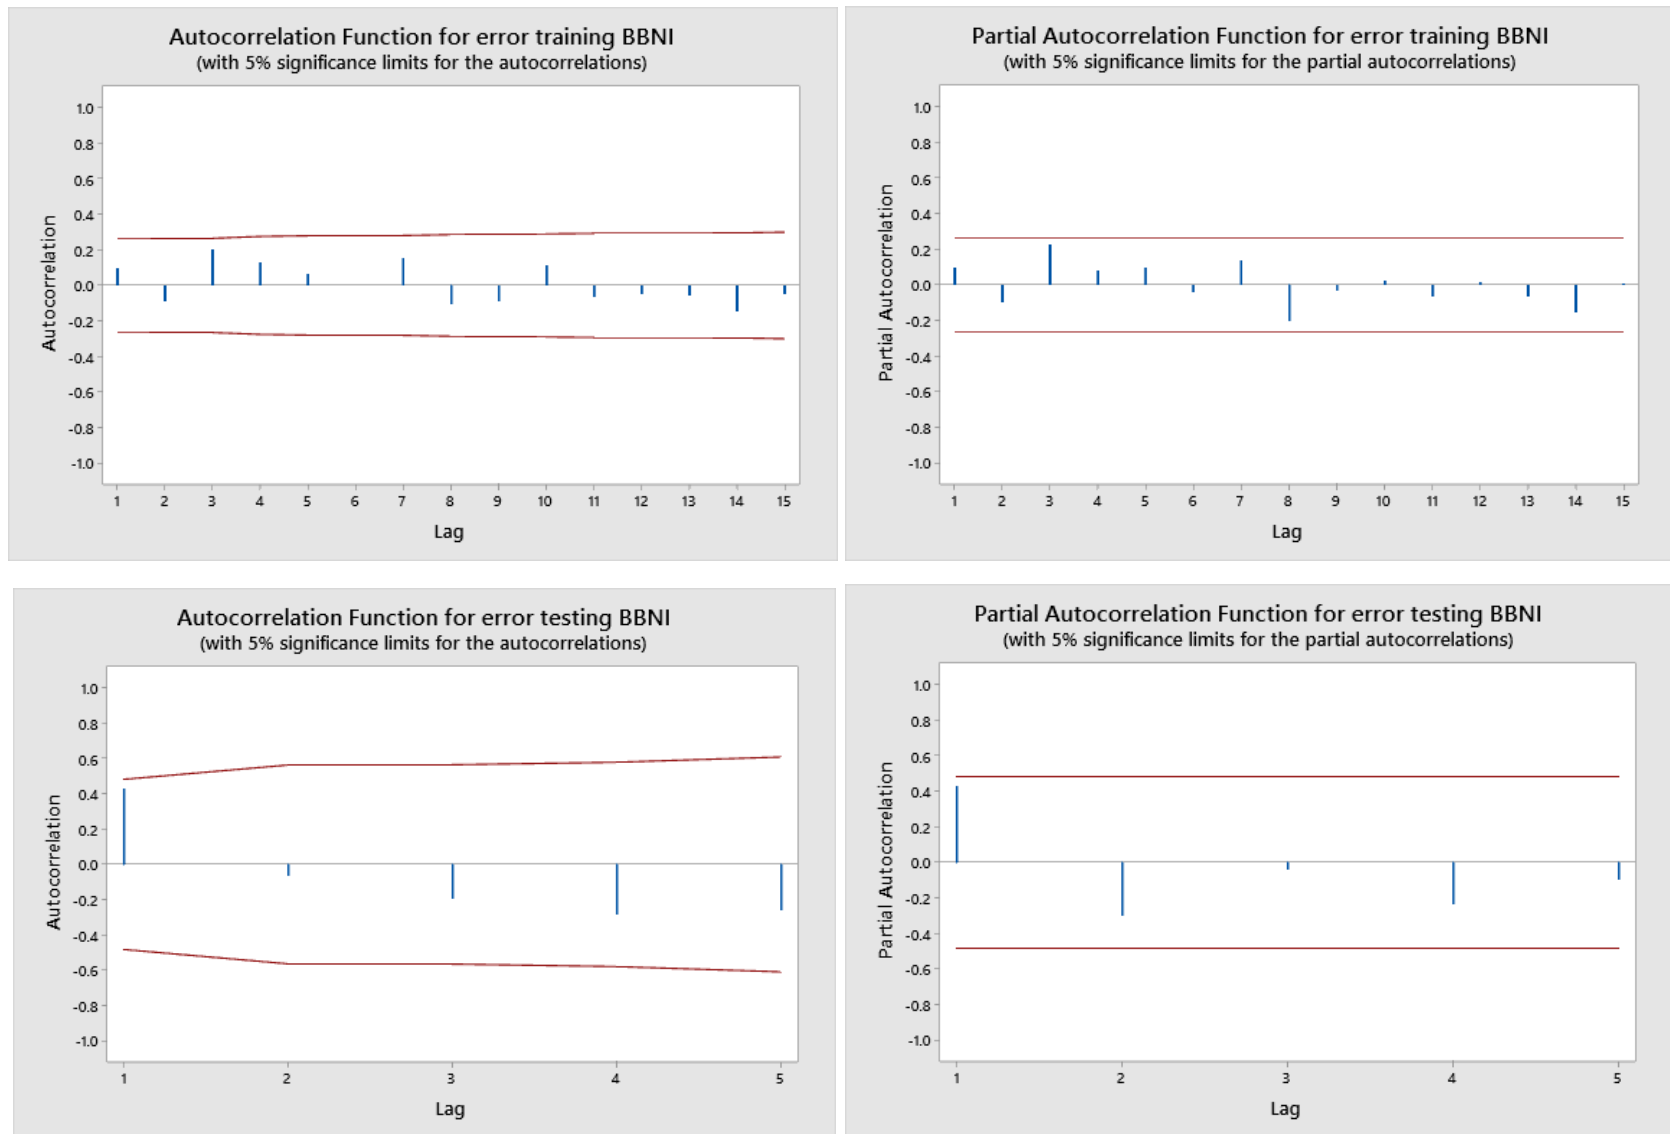 Autocorrelation Function for error training BBNI
(with 5% significance limits for the autocorrelations)
Autocorrelation
1.0
0.8
0.6
0.4
0.2
0.0
-0.2
-0.4
-0.6
-0.8
-1.0
1 2 3 4 5 6 7 8 9 10 11 12 13 14 15
Lag
Partial Autocorrelation Function for error training BBNI
(with 5% significance limits for the partial autocorrelations)
Partial Autocorrelation
1.0
0.8
0.6
0.4
0.2
0.0
-0.2
-0.4
-0.6
-0.8
-1.0
1 2 3 4 5 6 7 8 9 10 11 12 13 14 15
Lag
Autocorrelation Function for error testing BBNI
(with 5% significance limits for the autocorrelations)
Autocorrelation
1.0
0.8
0.6
0.4
0.2
0.0
-0.2
-0.4
-0.6
-0.8
-1.0
1 2 3 4 5
Lag
Partial Autocorrelation Function for error testing BBNI
(with 5% significance limits for the partial autocorrelations)
Partial Autocorrelation
1.0
0.8
0.6
0.4
0.2
0.0
-0.2
-0.4
-0.6
-0.8
-1.0
1 2 3 4 5
Lag